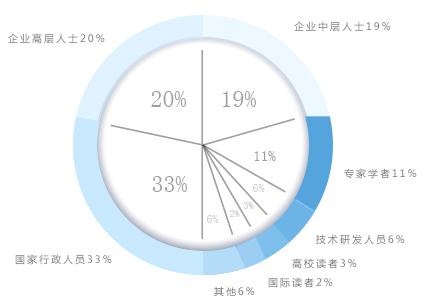 企业中层人士19%
企业高层人士20%
20%
19%
11%
专家学者11%
33%
6%
3%
2%
6%
技术研发人员6%
国家行政人员33%
高校读者3%
国际读者2%
其他6%